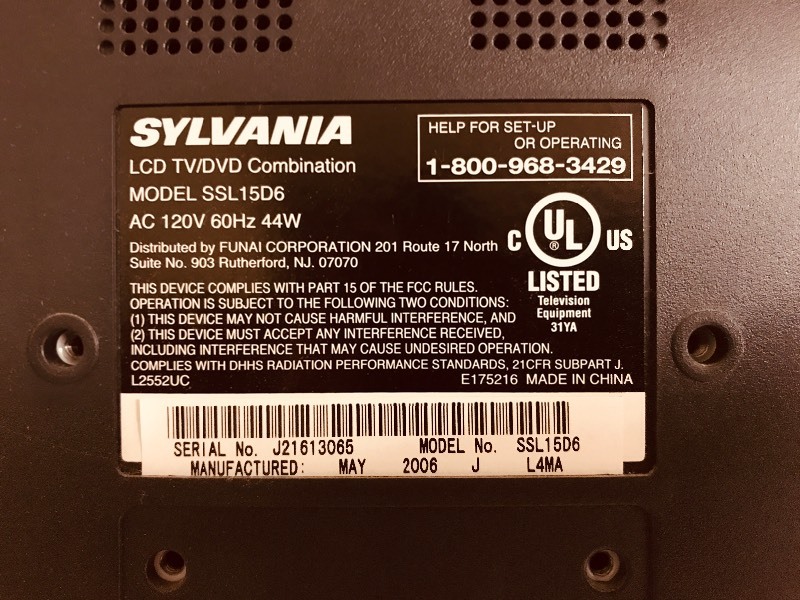 SYLVANIA
LCD TV/DVD Combination
MODEL SSL15D6
AC 120V 60Hz 44W
HELP FOR SET-UP
OR OPERATING
1-800-968-3429
Distributed by FUNAI CORPORATION 201 Route 17 North
Suite No. 903 Rutherford, NJ. 07070
C UL® US
LISTED
Television
Equipment
31YA
THIS DEVICE COMPLIES WITH PART 15 OF THE FCC RULES.
OPERATION IS SUBJECT TO THE FOLLOWING TWO CONDITIONS:
(1) THIS DEVICE MAY NOT CAUSE HARMFUL INTERFERENCE, AND
(2) THIS DEVICE MUST ACCEPT ANY INTERFERENCE RECEIVED,
INCLUDING INTERFERENCE THAT MAY CAUSE UNDESIRED OPERATION.
COMPLIES WITH DHHS RADIATION PERFORMANCE STANDARDS, 21CFR SUBPART J.
L2552UC E175216 MADE IN CHINA
SERIAL No. J21613065 MODEL No. SSL15D6
MANUFACTURED: MAY 2006 J L4MA